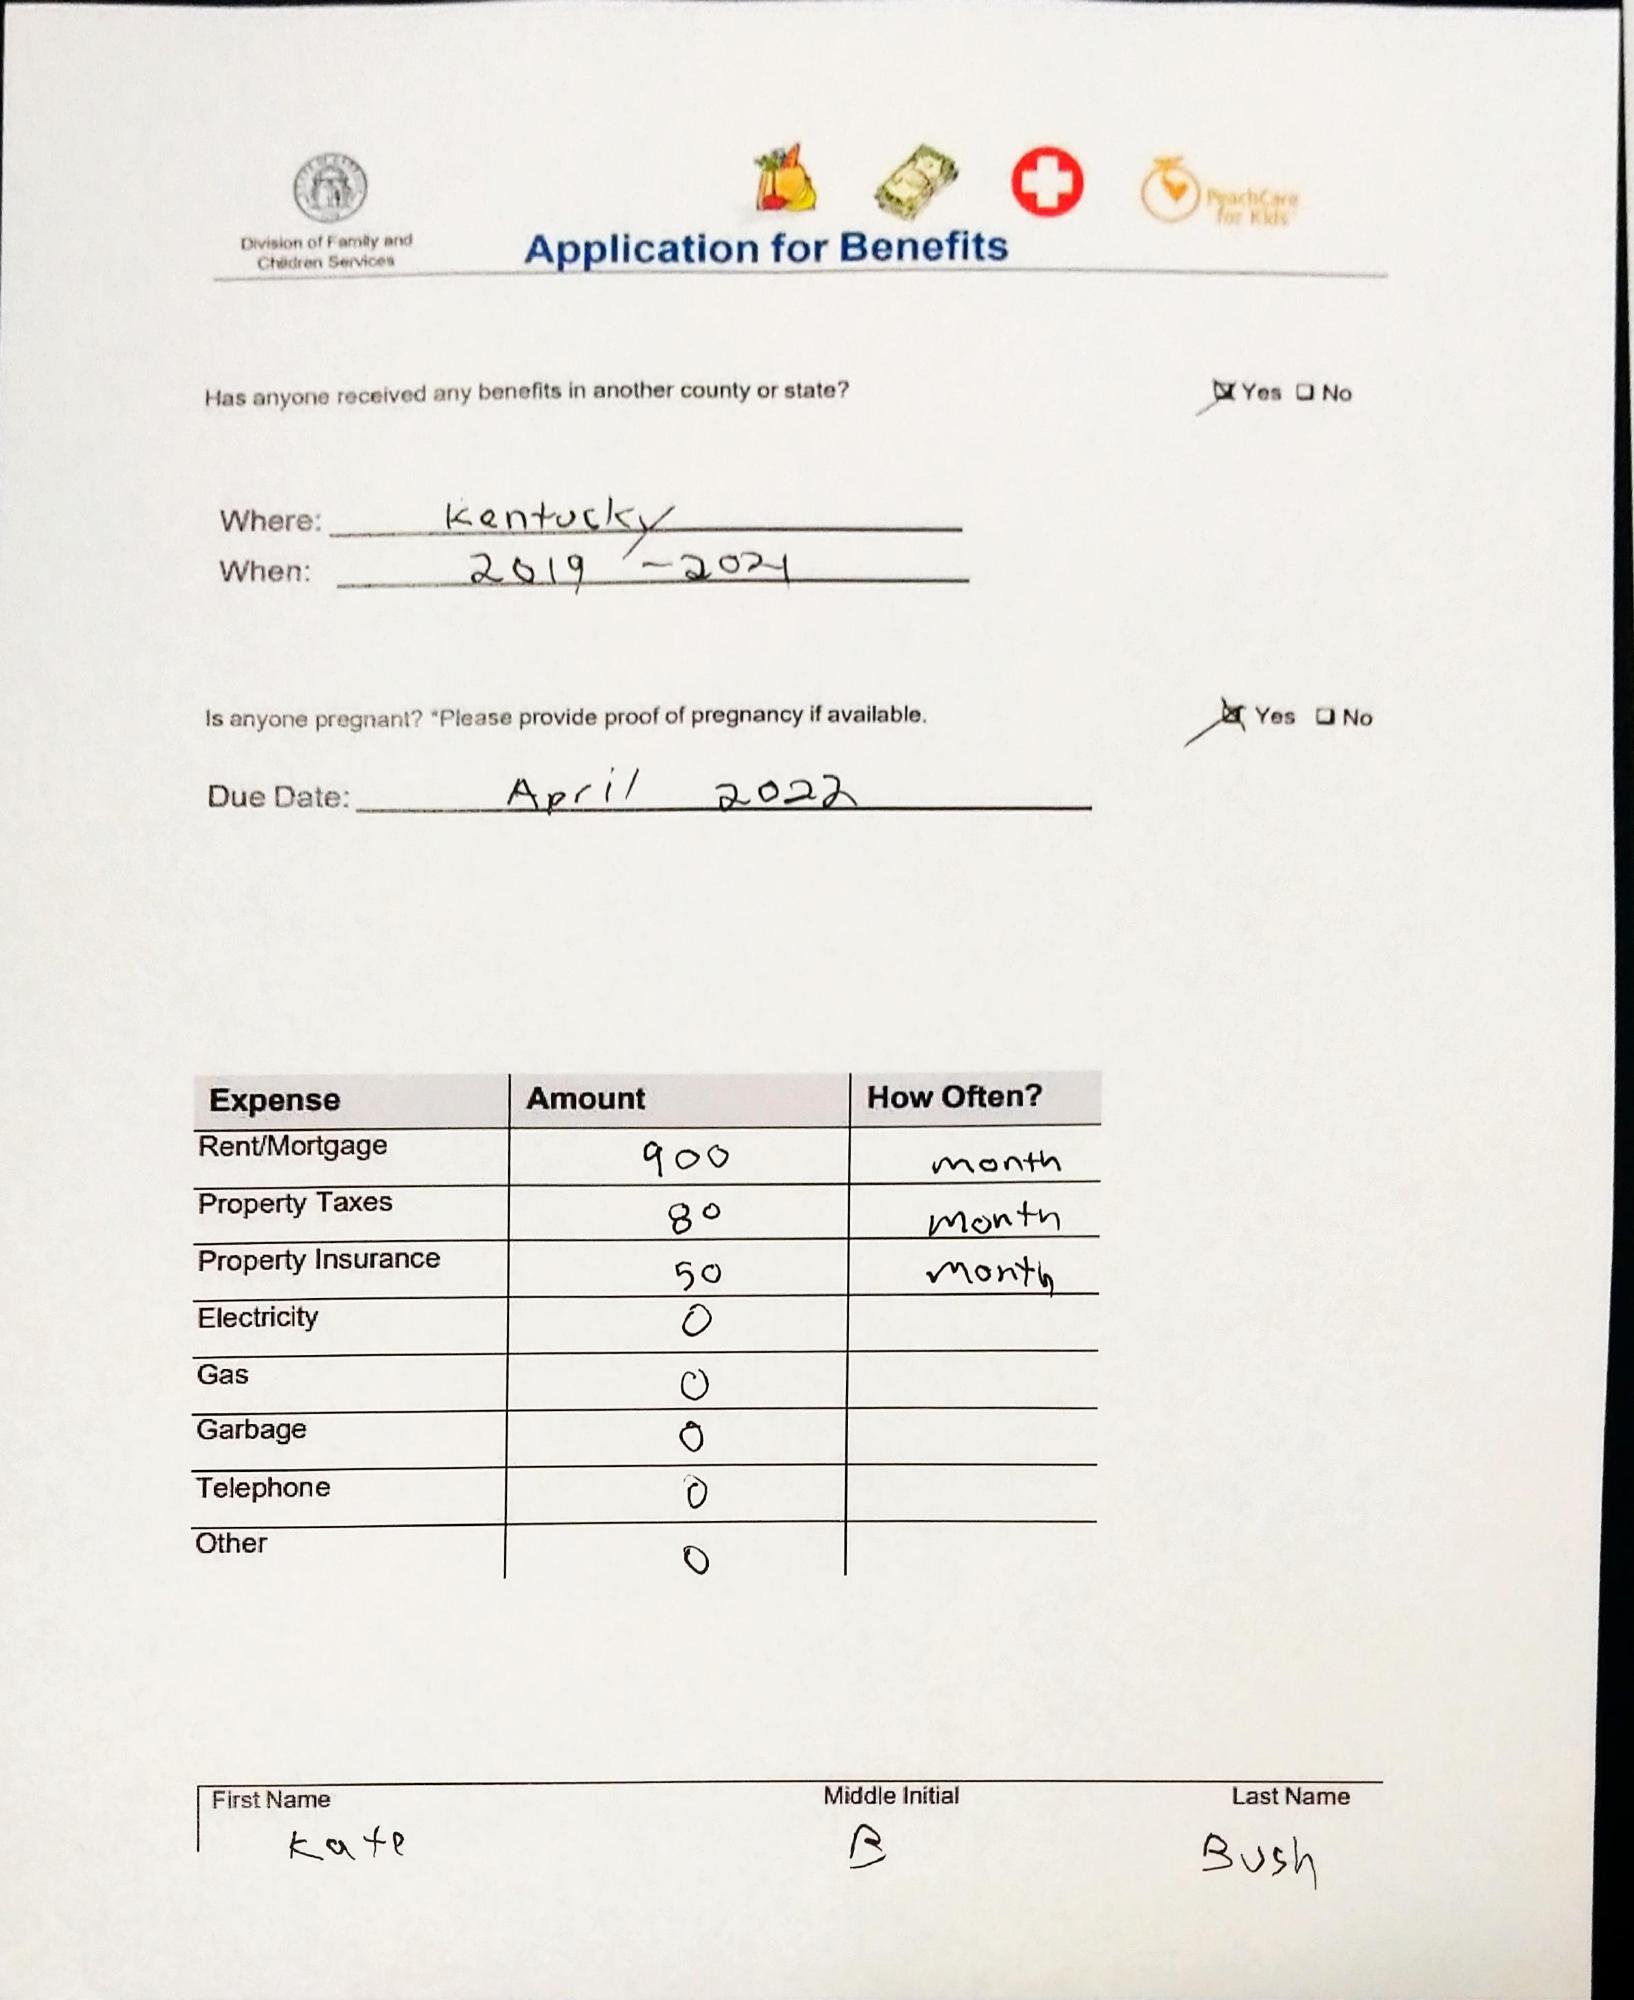 Division of Family and
Children Services
Application for Benefits
PeachCare
for Kids
Has anyone received any benefits in another county or state? Yes No
Where: Kentucky
When: 2019 - 2021
Is anyone pregnant? *Please provide proof of pregnancy if available. Yes No
Due Date: April 2022
Expense Amount How Often?
Rent/Mortgage 900 month
Property Taxes 80 month
Property Insurance 50 month
Electricity 0
Gas 0
Garbage 0
Telephone 0
Other 0
First Name Middle Initial Last Name
Kate B Bush